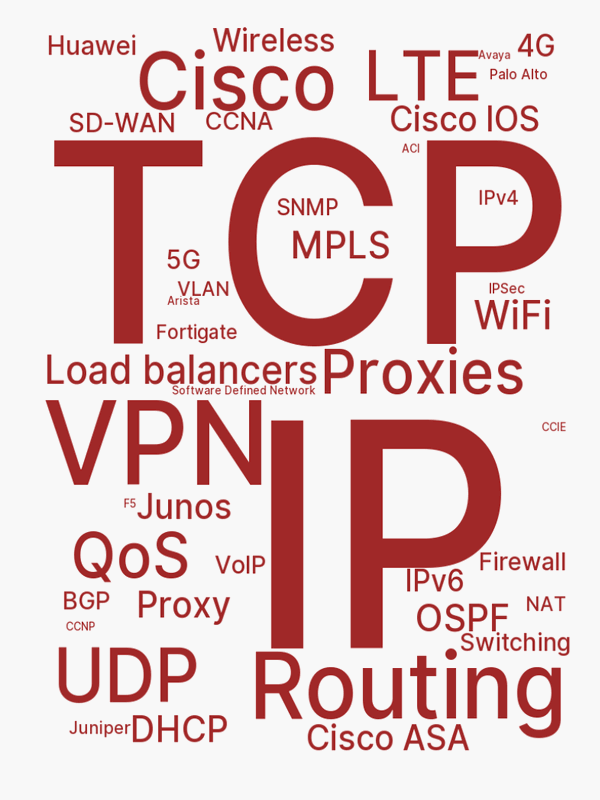 Huawei
Wireless
Cisco
LTE
Avaya
4G
Palo Alto
SD-WAN
CCNA
Cisco IOS
ACI
TCP
SNMP
MPLS
IPv4
5G
VLAN
Arista
IPSec
WiFi
Fortigate
Load balancers
Proxies
Software Defined Network
VPN
IP
CCIE
F5
Junos
QoS
VoIP
Firewall
IPv6
BGP
Proxy
NAT
OSPF
CCNP
Switching
UDP
Routing
Juniper
DHCP
Cisco ASA